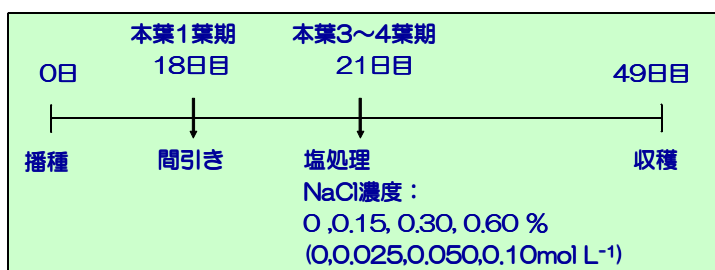 本葉1葉期
本葉3～4葉期
0日
18日目
21日目
49日目
播種
間引き
塩処理
収穫
NaCl濃度：
0 ,0.15, 0.30, 0.60 %
(0,0.025,0.050,0.10mol L⁻¹)